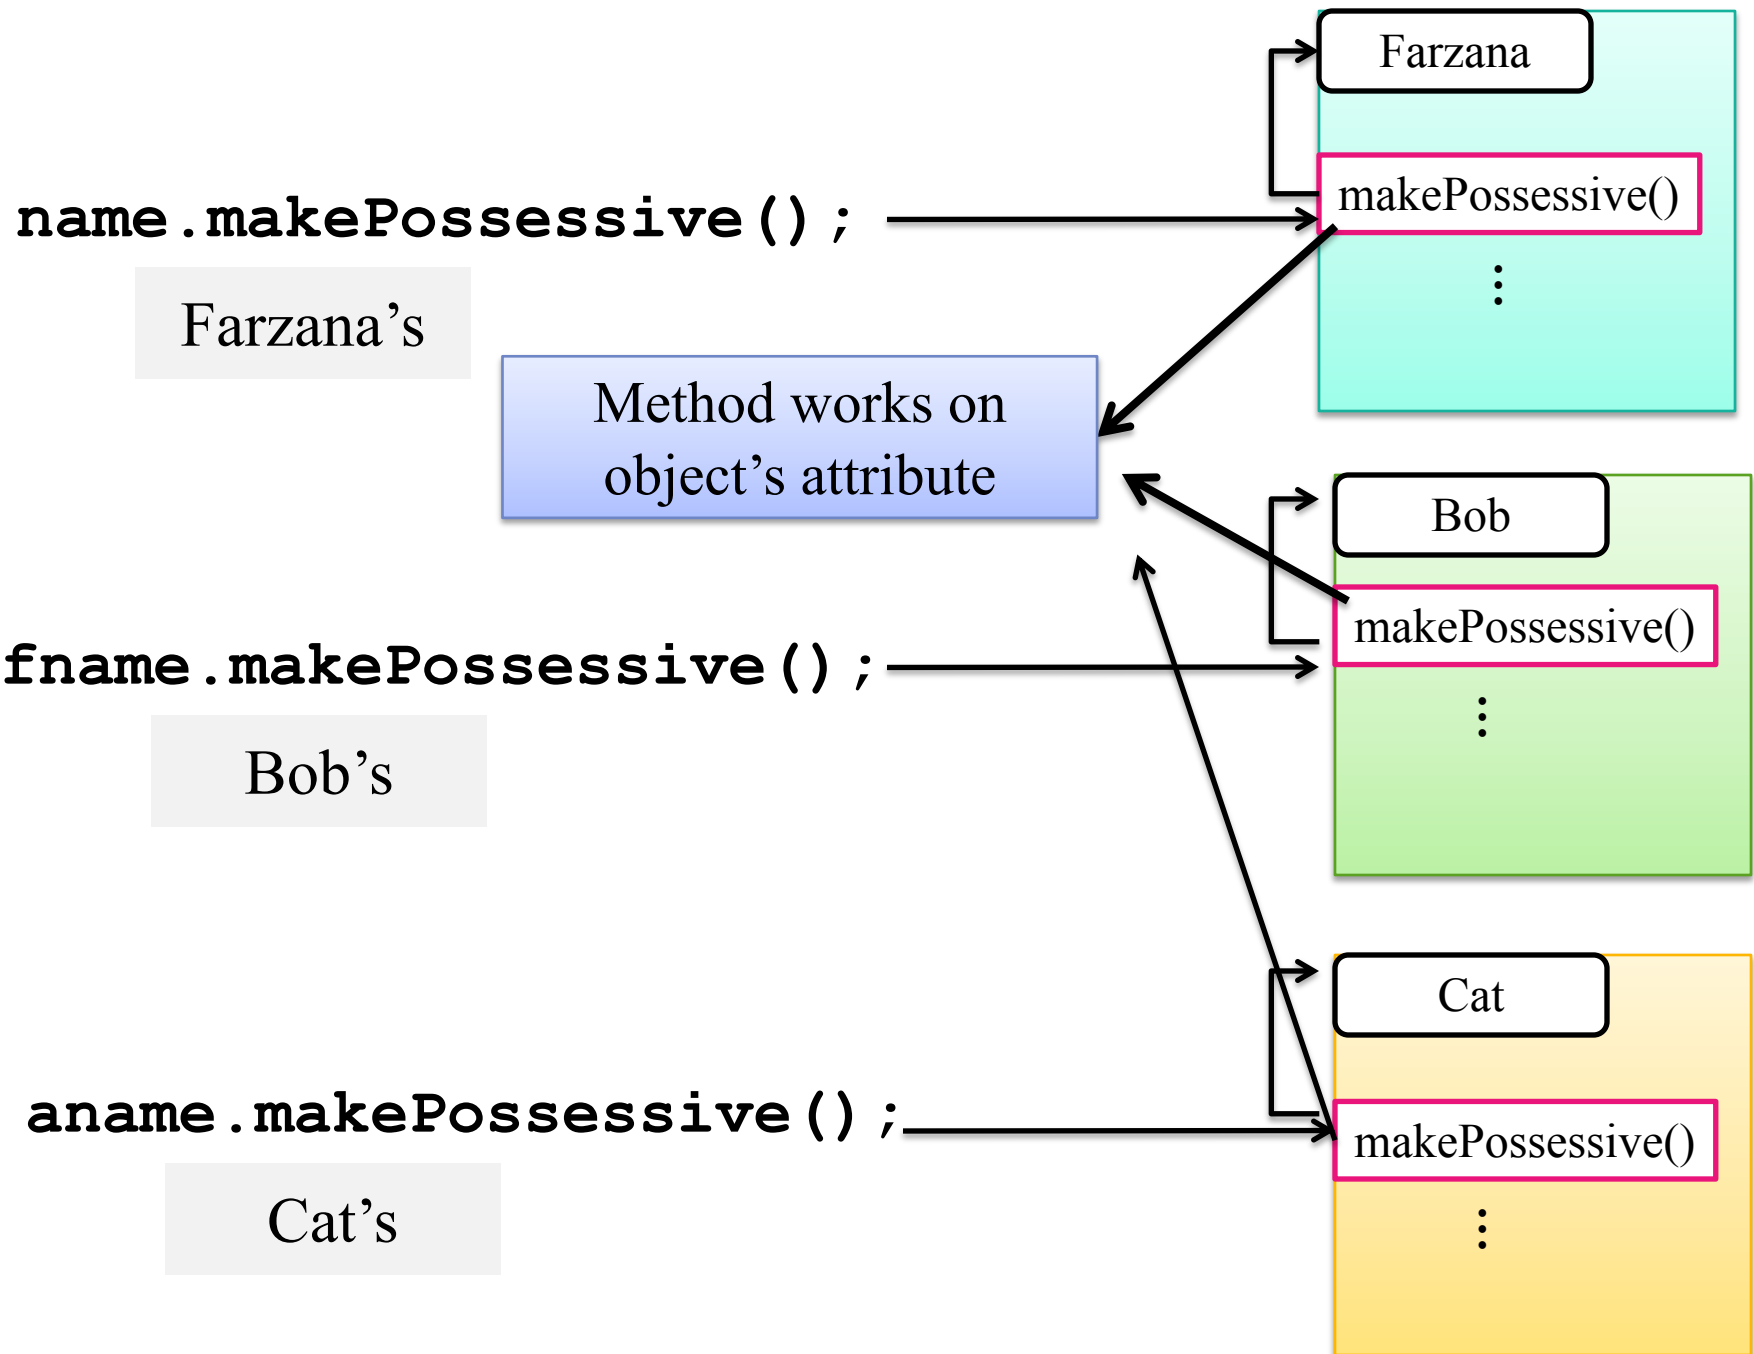 Farzana
makePossessive()
name.makePossessive();
Farzana’s
Method works on
object’s attribute
Bob
makePossessive()
fname.makePossessive();
Bob’s
Cat
makePossessive()
aname.makePossessive();
Cat’s